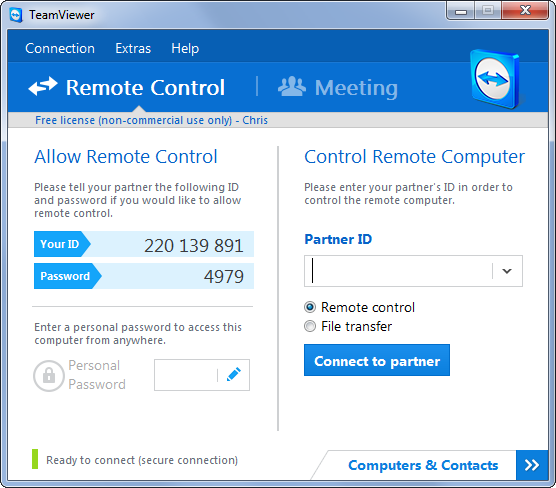 TeamViewer
Connection Extras Help
Remote Control Meeting
Free license (non-commercial use only) - Chris
Allow Remote Control
Please tell your partner the following ID
and password if you would like to allow
remote control.
Your ID 220 139 891
Password 4979
Enter a personal password to access this
computer from anywhere.
Personal
Password
Control Remote Computer
Please enter your partner's ID in order to
control the remote computer.
Partner ID
Remote control
File transfer
Connect to partner
Ready to connect (secure connection)
Computers & Contacts